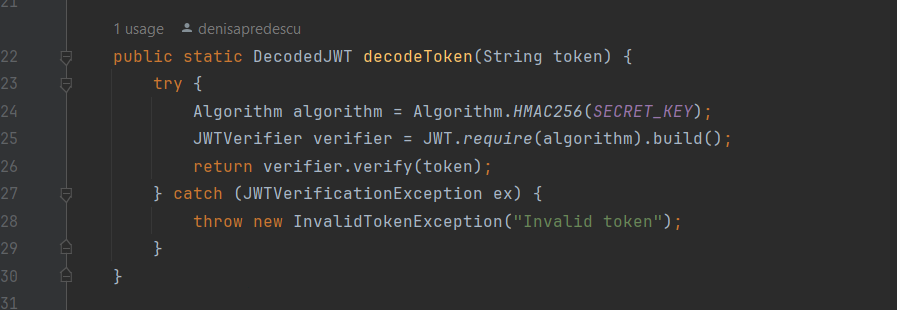 21
1 usage denisapredescu
22 public static DecodedJWT decodeToken(String token) {
23 try {
24 Algorithm algorithm = Algorithm.HMAC256(SECRET_KEY);
25 JWTVerifier verifier = JWT.require(algorithm).build();
26 return verifier.verify(token);
27 } catch (JWTVerificationException ex) {
28 throw new InvalidTokenException("Invalid token");
29 }
30 }
31